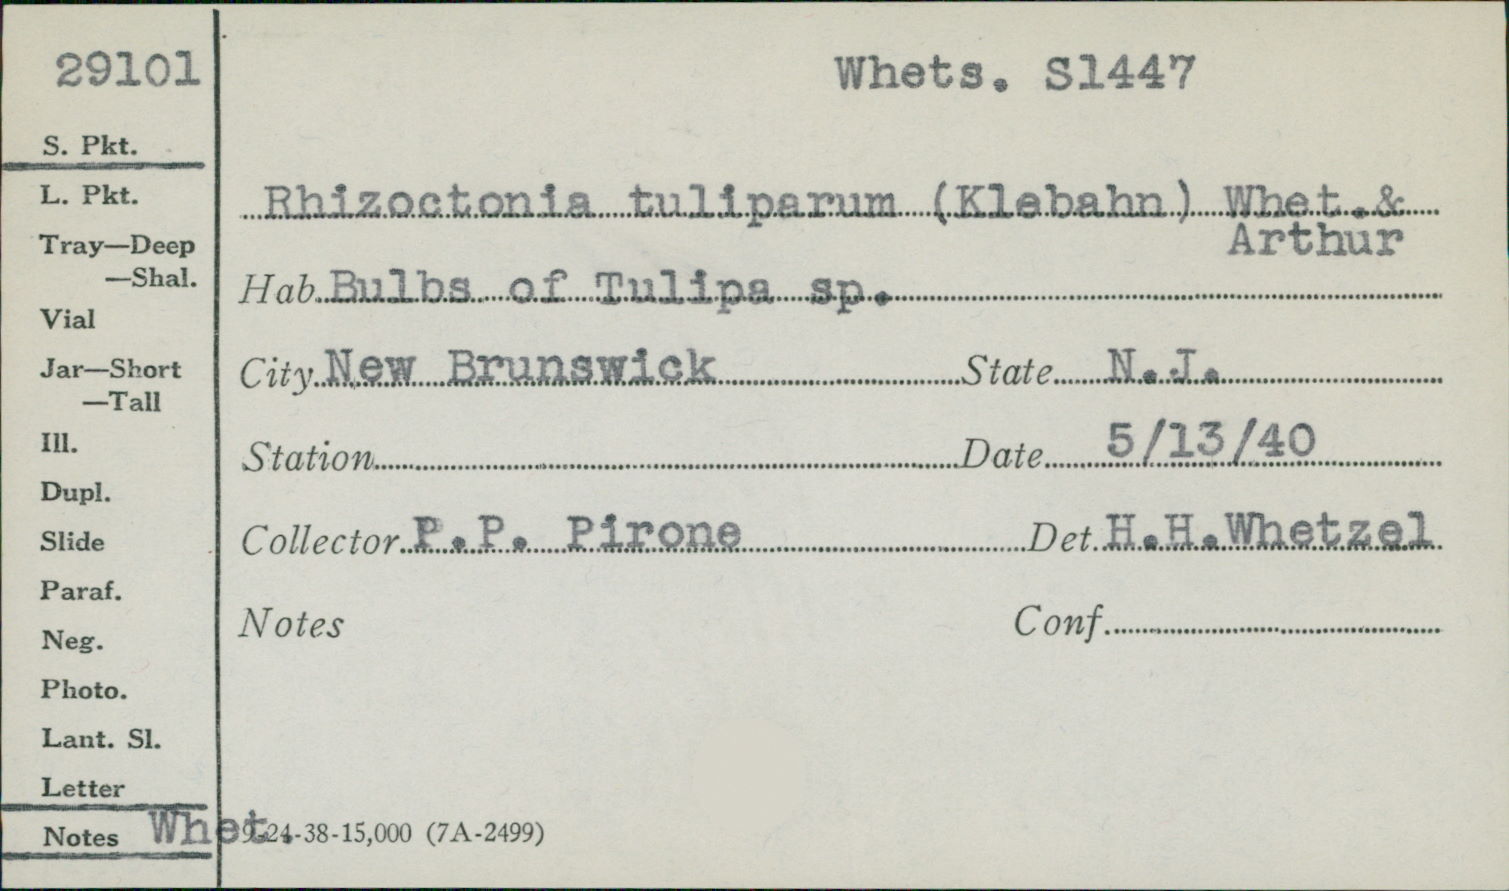 29101
Whets. S1447
S. Pkt.
L. Pkt.
Tray—Deep
—Shal.
Vial
Jar—Short
—Tall
Ill.
Dupl.
Slide
Paraf.
Neg.
Photo.
Lant. Sl.
Letter
Notes Whet.
Rhizoctonia tuliparum (Klebahn) Whet.&
Arthur
Hab. Bulbs of Tulipa sp.
City New Brunswick State N.J.
Station Date 5/13/40
Collector P.P. Pirone Det. H.H.Whetzel
Notes Conf.
9-24-38-15,000 (7A-2499)